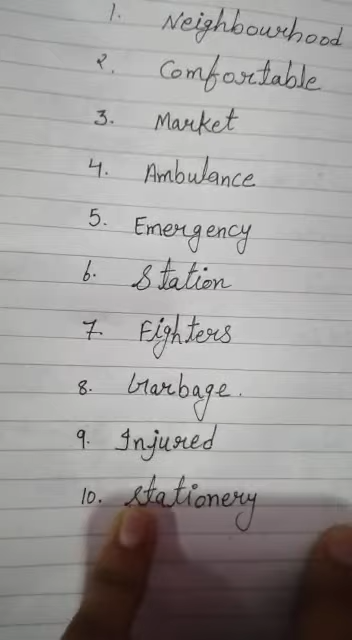 1. Neighbourhood
2. Comfortable
3. Market
4. Ambulance
5. Emergency
6. Station
7. Fighters
8. Garbage.
9. Injured
10. Stationery